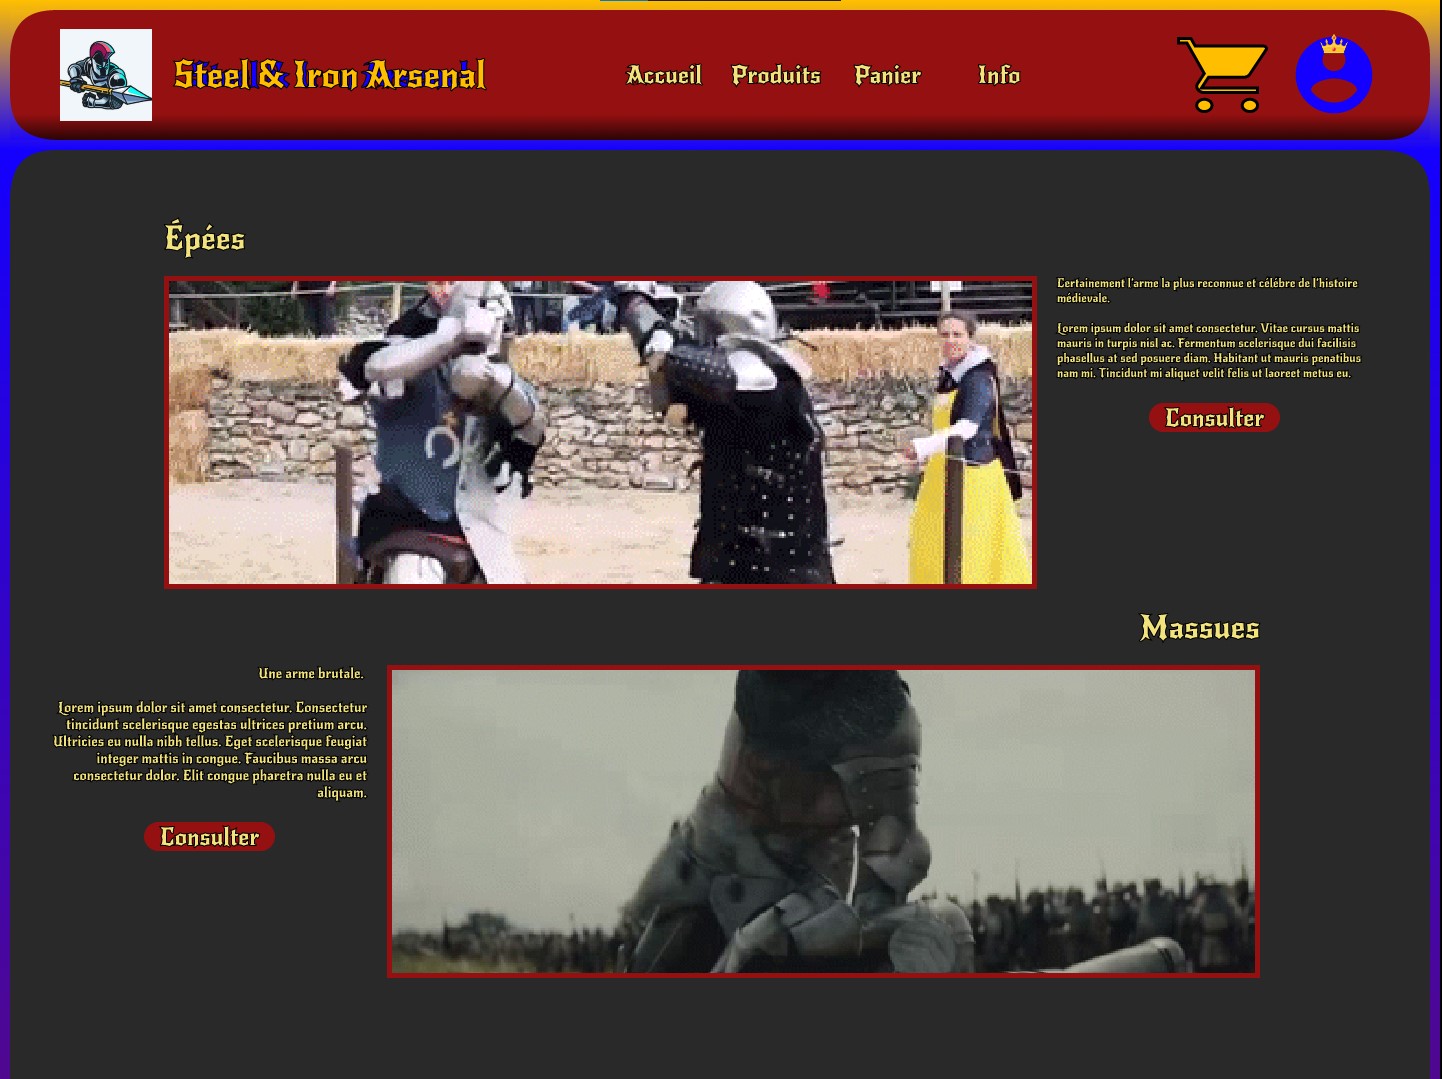 Steel & Iron Arsenal
Accueil
Produits
Panier
Info
Épées
Certainement l'arme la plus reconnue et célèbre de l'histoire
médievale.
Lorem ipsum dolor sit amet consectetur. Vitae cursus mattis
mauris in turpis nisl ac. Fermentum scelerisque dui facilisis
phasellus at sed posuere diam. Habitant ut mauris penatibus
nam mi. Tincidunt mi aliquet velit felis ut laoreet metus eu.
Consulter
Massues
Une arme brutale.
Lorem ipsum dolor sit amet consectetur. Consectetur
tincidunt scelerisque egestas ultrices pretium arcu.
Ultricies eu nulla nibh tellus. Eget scelerisque feugiat
integer mattis in congue. Faucibus massa arcu
consectetur dolor. Elit congue pharetra nulla eu et
aliquam.
Consulter